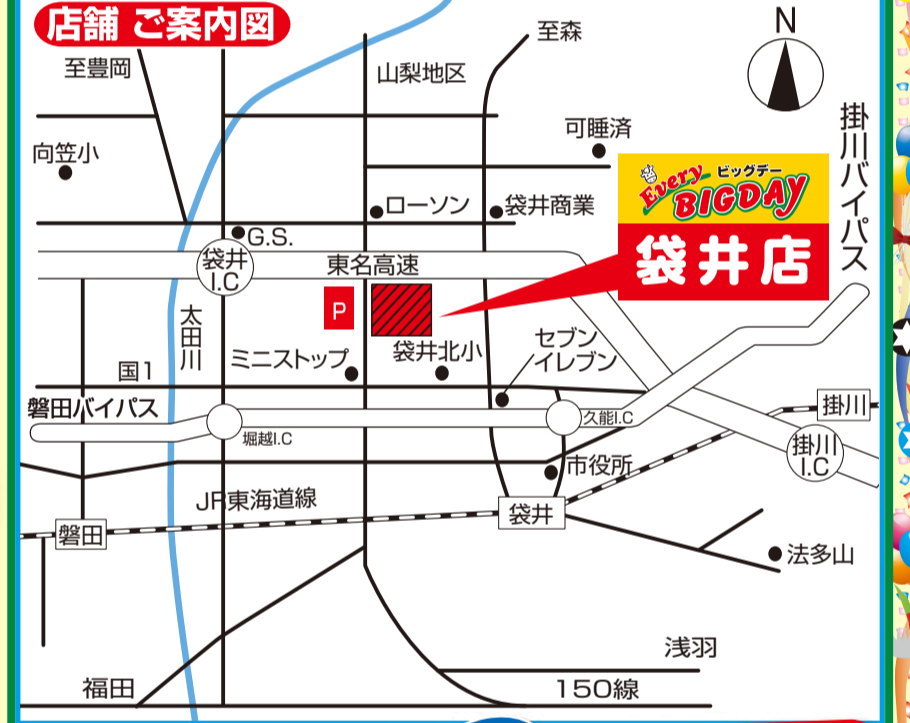 店舗 ご案内図
N
至森
至豊岡
山梨地区
掛川バイパス
可睡済
向笠小
Every
ビッグデー
BIGDAY
袋井店
ローソン
袋井商業
G.S.
袋井
I.C
東名高速
P
太田川
セブン
イレブン
袋井北小
ミニストップ
国1
磐田バイパス
掛川
久能I.C
堀越I.C
掛川
I.C
市役所
JR東海道線
袋井
磐田
法多山
浅羽
福田
150線